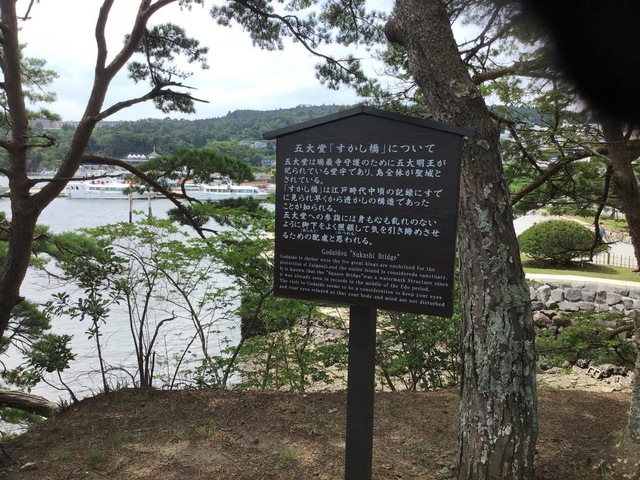 五大堂「すかし橋」について
五大堂は瑞巌寺守護のために五大明王が
祀られている堂宇であり、島全体が聖域と
されている。
「すかし橋」は江戸時代中頃の記録にすで
に見られ早くから透かしの構造であった
ことが知られる。
五大堂への参詣には身も心も乱れのない
ように脚下をよく照顧して気を引き締めさせ
るための配慮と思われる。
Godaidou "Sukashi Bridge"
Godaido is shrine were the five great kings are enshrined for the
protection of Zuiganji, and the entire island is considered a sanctuary.
It is known that the "Square Bridge" was a watermark Structure since
it was early seen in records in the middle of the Edo period.
The visit to Godaido seems to be a consideration to keep your eyes
and your eyes relaxed so that your body and mind are not disturbed